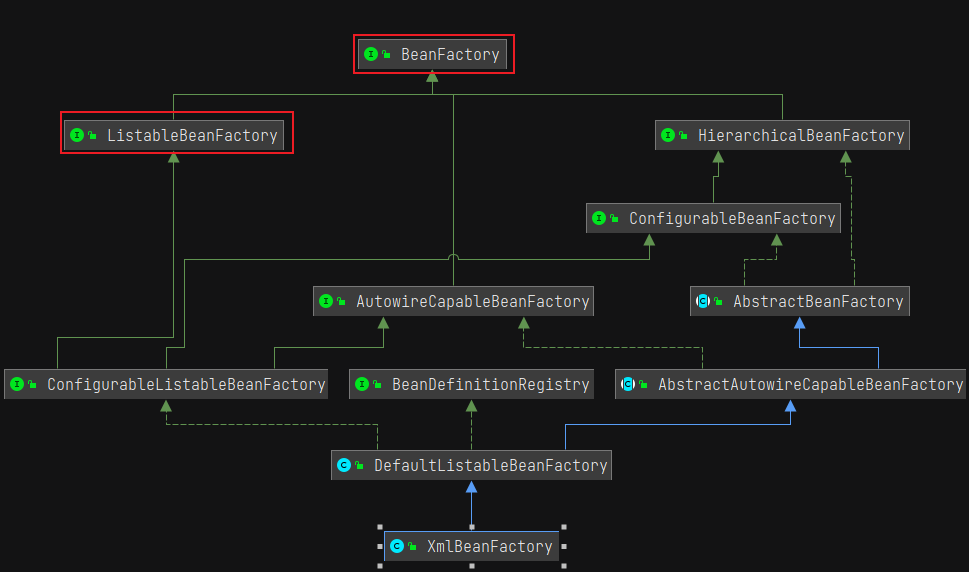 BeanFactory
ListableBeanFactory
HierarchicalBeanFactory
ConfigurableBeanFactory
AutowireCapableBeanFactory
AbstractBeanFactory
ConfigurableListableBeanFactory
BeanDefinitionRegistry
AbstractAutowireCapableBeanFactory
DefaultListableBeanFactory
XmlBeanFactory